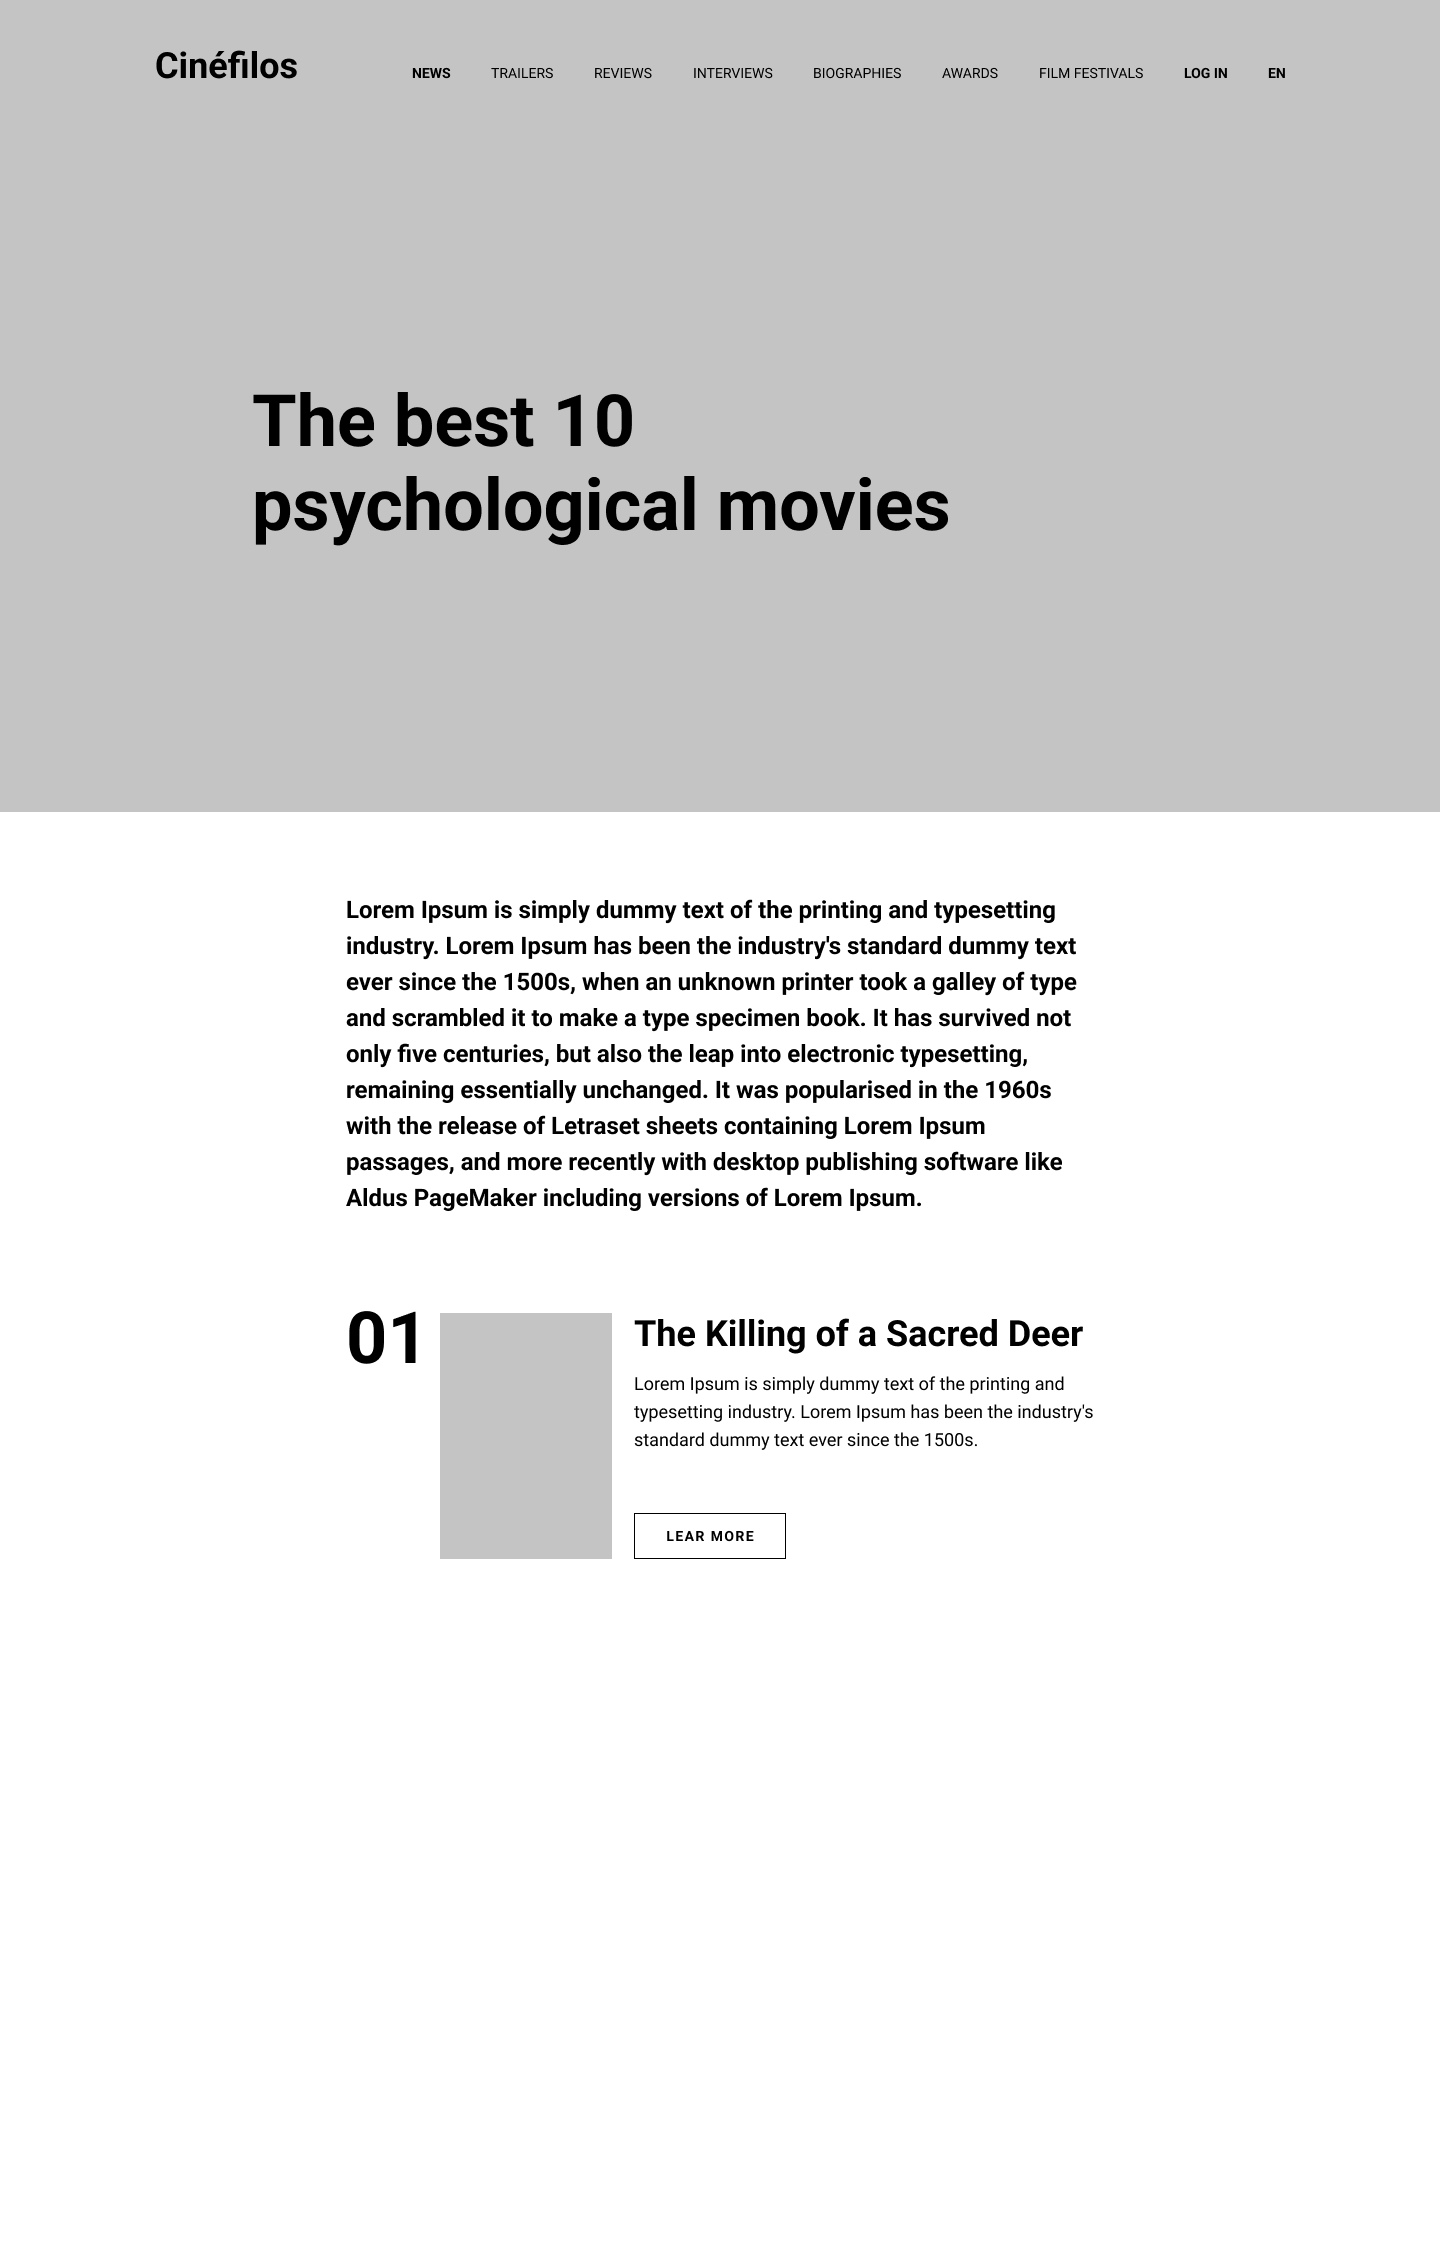 Cinéfilos
NEWS TRAILERS REVIEWS INTERVIEWS BIOGRAPHIES AWARDS FILM FESTIVALS LOG IN EN
The best 10
psychological movies
Lorem Ipsum is simply dummy text of the printing and typesetting
industry. Lorem Ipsum has been the industry's standard dummy text
ever since the 1500s, when an unknown printer took a galley of type
and scrambled it to make a type specimen book. It has survived not
only five centuries, but also the leap into electronic typesetting,
remaining essentially unchanged. It was popularised in the 1960s
with the release of Letraset sheets containing Lorem Ipsum
passages, and more recently with desktop publishing software like
Aldus PageMaker including versions of Lorem Ipsum.
01
The Killing of a Sacred Deer
Lorem Ipsum is simply dummy text of the printing and
typesetting industry. Lorem Ipsum has been the industry's
standard dummy text ever since the 1500s.
LEAR MORE